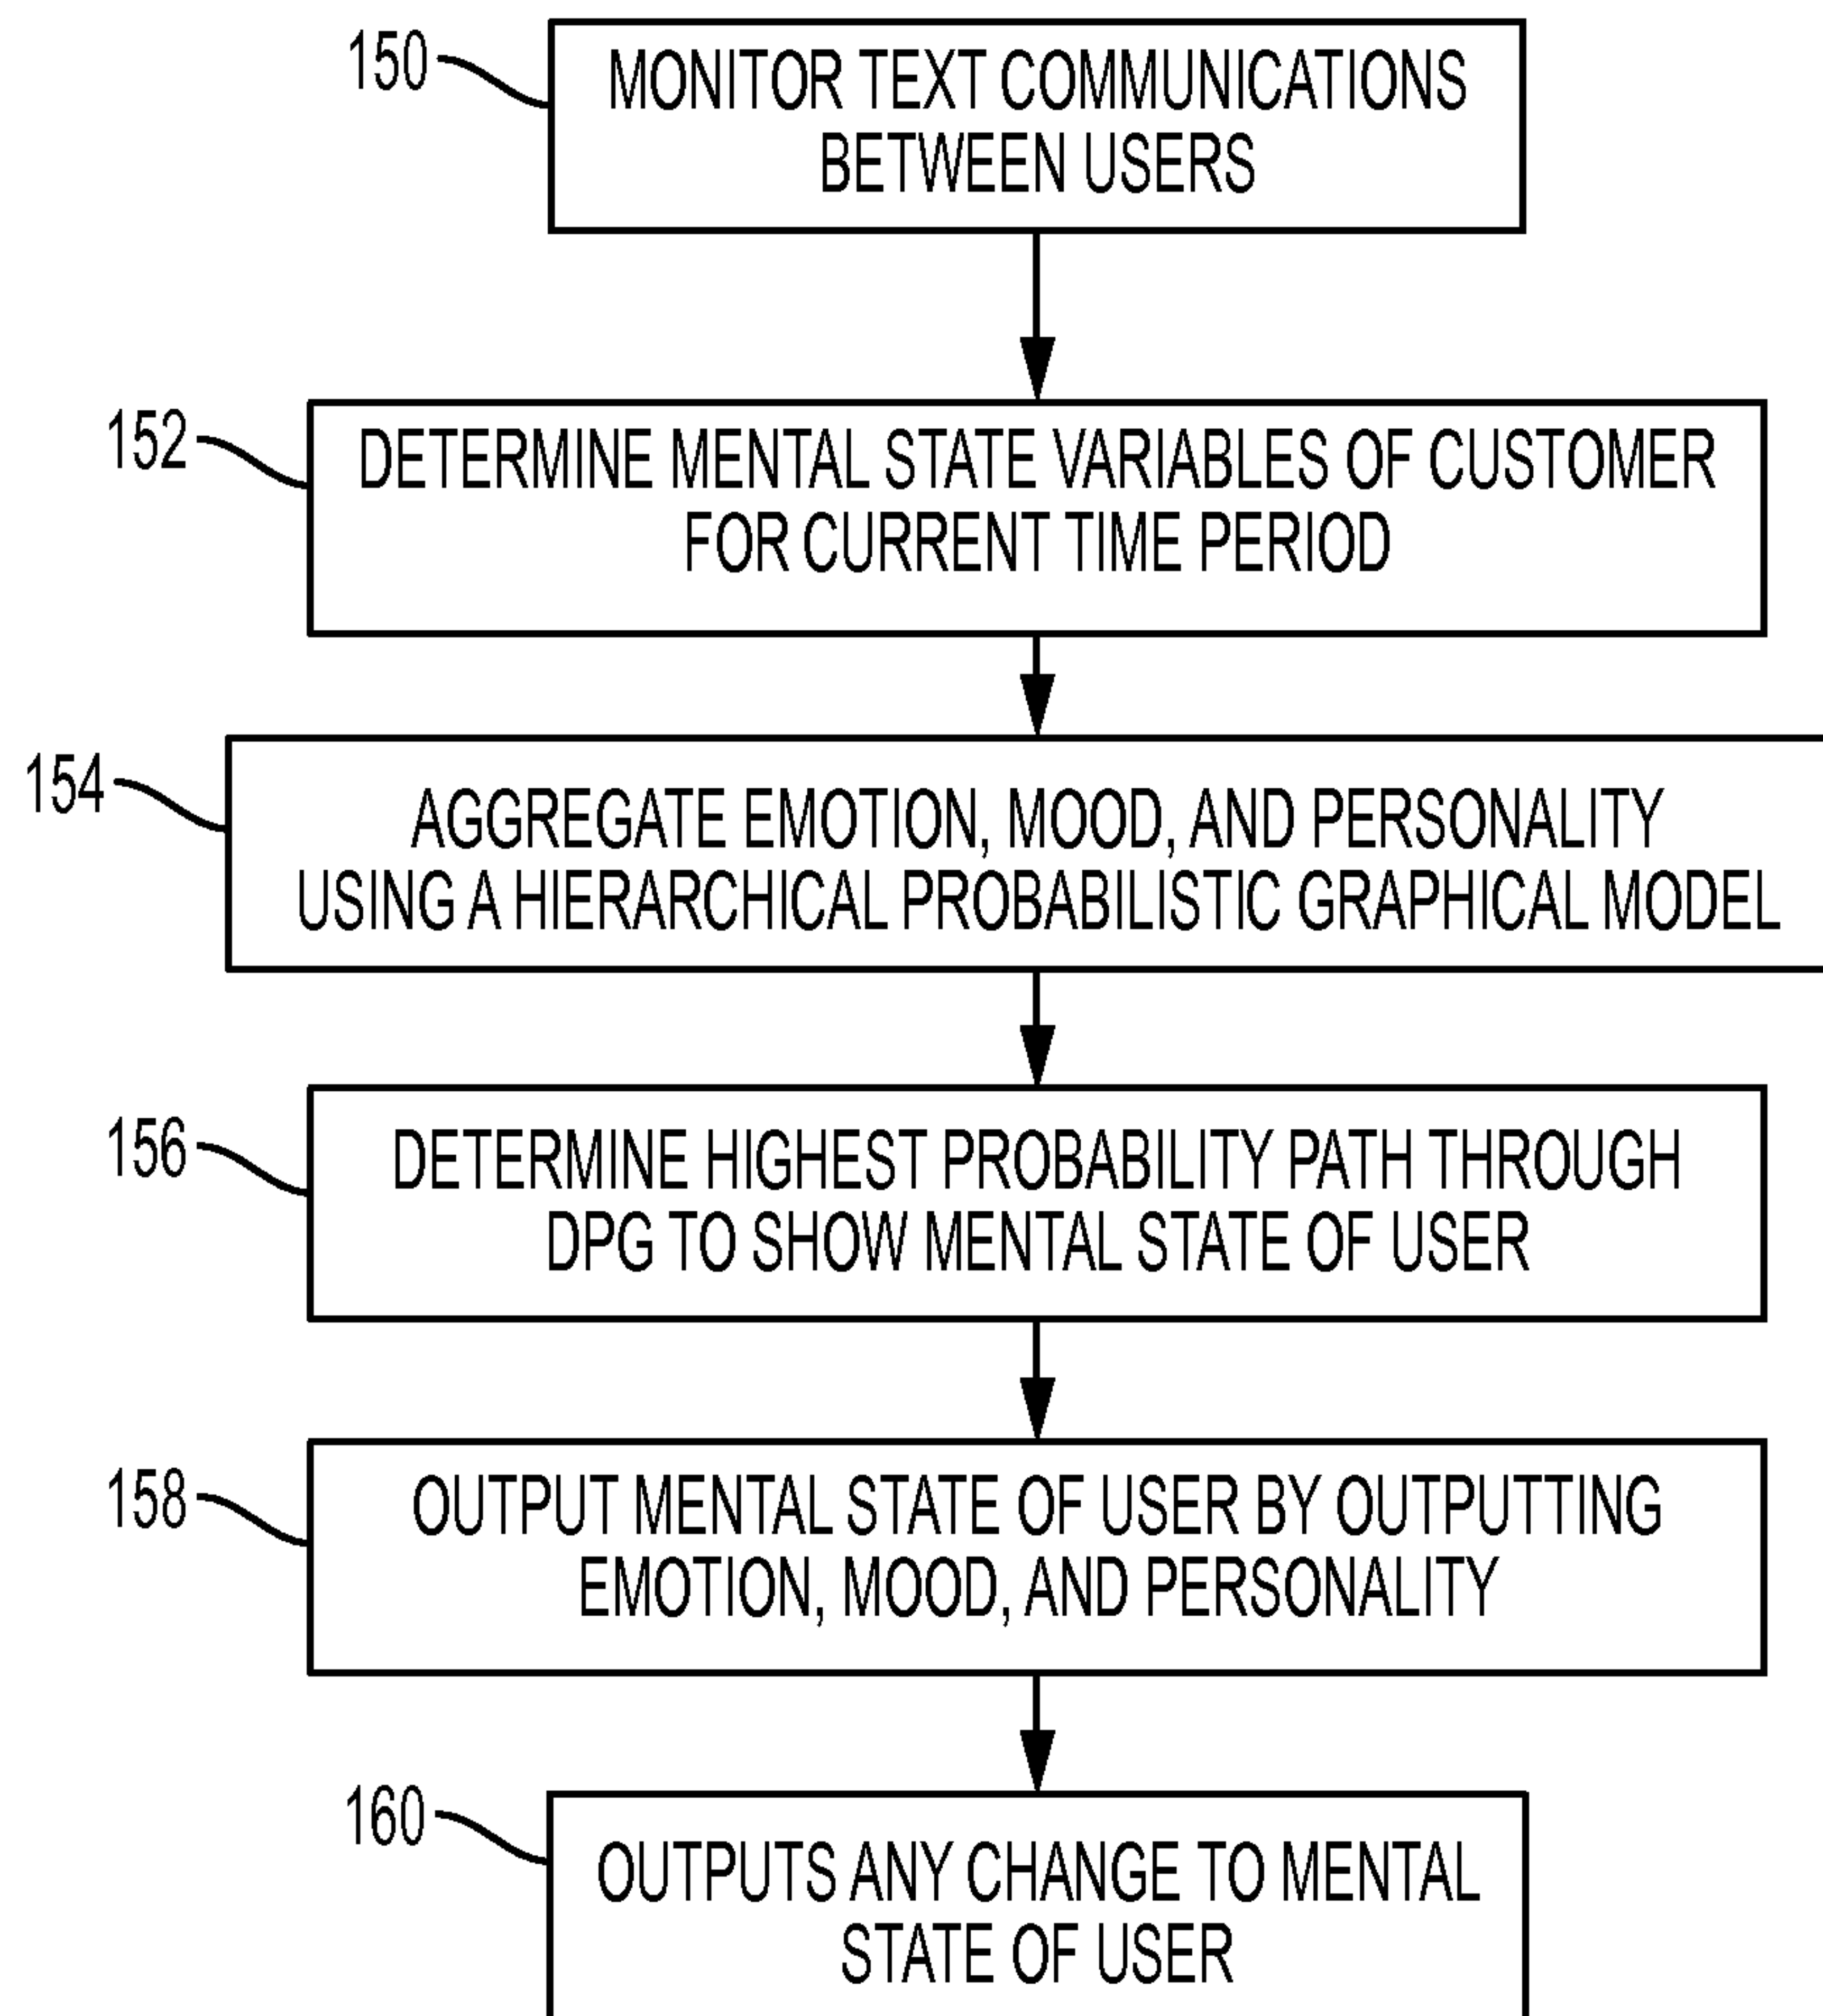 150
MONITOR TEXT COMMUNICATIONS
BETWEEN USERS
152
DETERMINE MENTAL STATE VARIABLES OF CUSTOMER
FOR CURRENT TIME PERIOD
154
AGGREGATE EMOTION, MOOD, AND PERSONALITY
USING A HIERARCHICAL PROBABILISTIC GRAPHICAL MODEL
156
DETERMINE HIGHEST PROBABILITY PATH THROUGH
DPG TO SHOW MENTAL STATE OF USER
158
OUTPUT MENTAL STATE OF USER BY OUTPUTTING
EMOTION, MOOD, AND PERSONALITY
160
OUTPUTS ANY CHANGE TO MENTAL
STATE OF USER